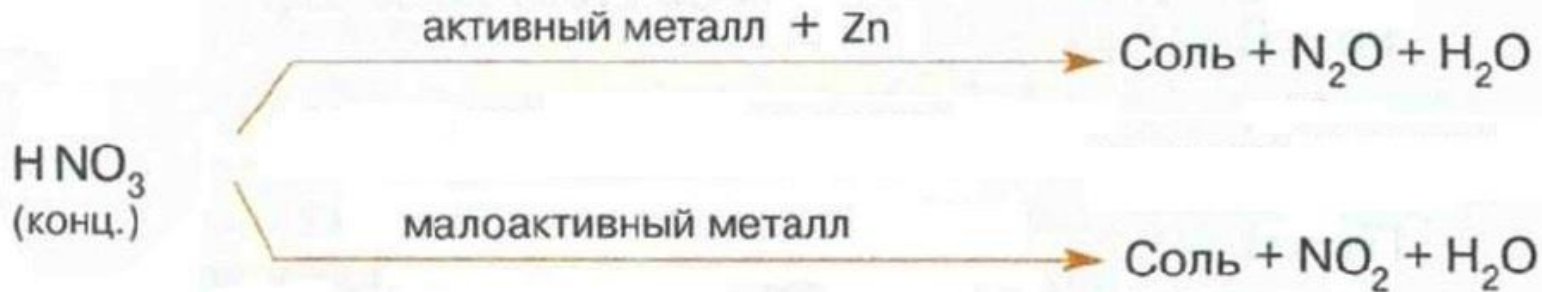 активный металл + Zn
Соль + N₂O + H₂O
HNO₃
(конц.)
малоактивный металл
Соль + NO₂ + H₂O